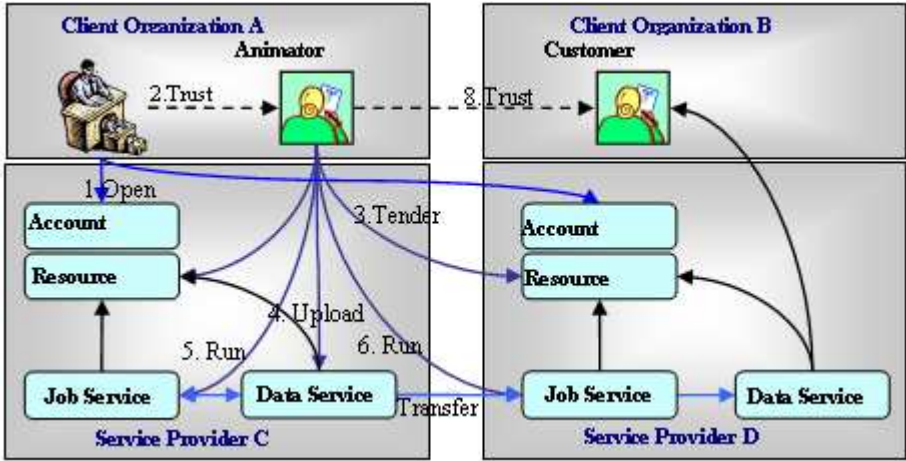 Client Organization A
Animator
2.Trust
Client Organization B
Customer
8.Trust
1.Open
3.Tender
Account
Resource
4. Upload
5. Run
6. Run
Job Service
Data Service
Transfer
Service Provider C
Account
Resource
Job Service
Data Service
Service Provider D